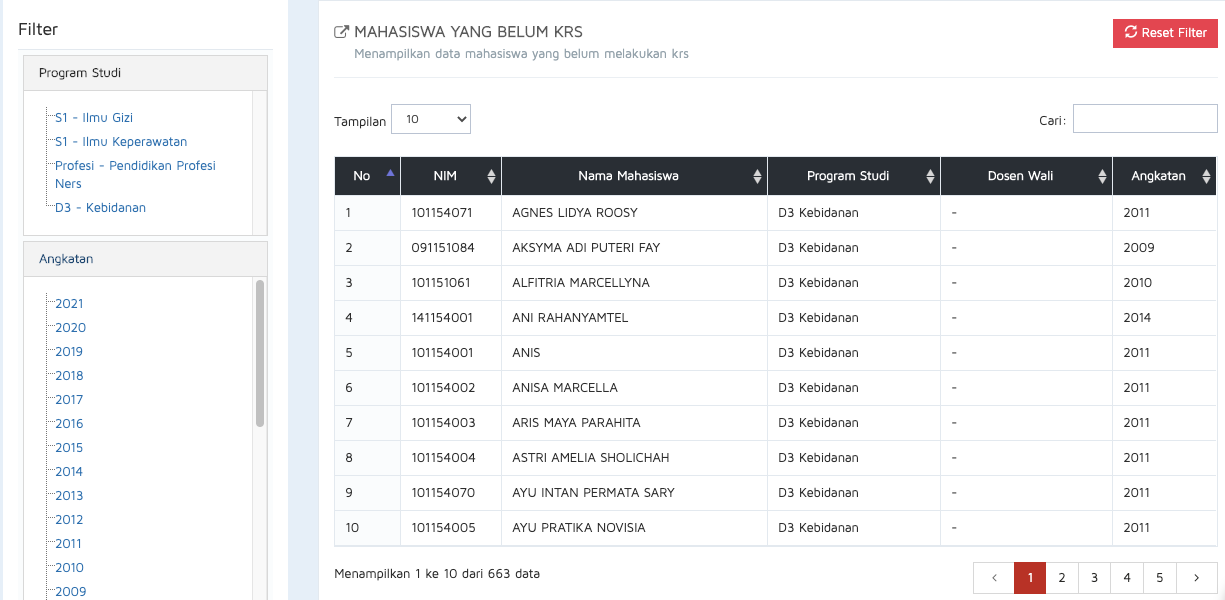 Filter
Program Studi
S1 - Ilmu Gizi
S1 - Ilmu Keperawatan
Profesi - Pendidikan Profesi
Ners
D3 - Kebidanan
Angkatan
2021
2020
2019
2018
2017
2016
2015
2014
2013
2012
2011
2010
2009
MAHASISWA YANG BELUM KRS
Menampilkan data mahasiswa yang belum melakukan krs
Reset Filter
Tampilan 10
Cari:
No NIM Nama Mahasiswa Program Studi Dosen Wali Angkatan
1 101154071 AGNES LIDYA ROOSY D3 Kebidanan - 2011
2 091151084 AKSYMA ADI PUTERI FAY D3 Kebidanan - 2009
3 101151061 ALFITRIA MARCELLYNA D3 Kebidanan - 2010
4 141154001 ANI RAHANYAMTEL D3 Kebidanan - 2014
5 101154001 ANIS D3 Kebidanan - 2011
6 101154002 ANISA MARCELLA D3 Kebidanan - 2011
7 101154003 ARIS MAYA PARAHITA D3 Kebidanan - 2011
8 101154004 ASTRI AMELIA SHOLICHAH D3 Kebidanan - 2011
9 101154070 AYU INTAN PERMATA SARY D3 Kebidanan - 2011
10 101154005 AYU PRATIKA NOVISIA D3 Kebidanan - 2011
Menampilkan 1 ke 10 dari 663 data
‹ 1 2 3 4 5 ›